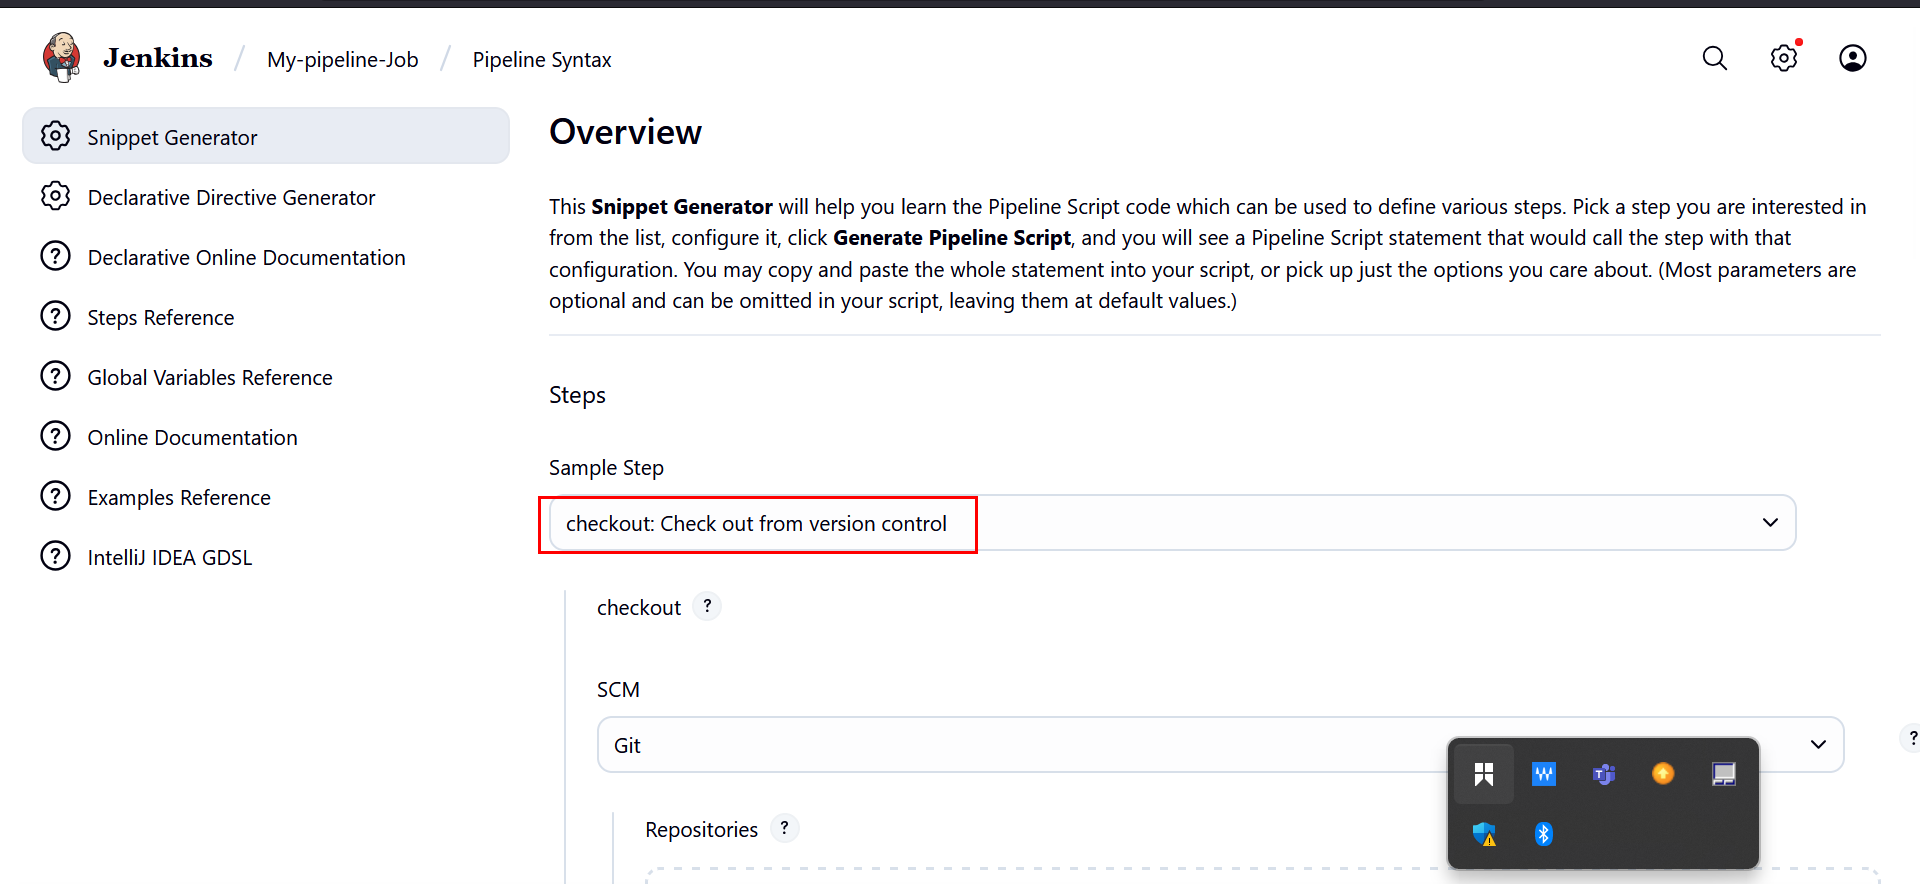 Jenkins / My-pipeline-Job / Pipeline Syntax
Snippet Generator
Declarative Directive Generator
Declarative Online Documentation
Steps Reference
Global Variables Reference
Online Documentation
Examples Reference
IntelliJ IDEA GDSL
Overview
This Snippet Generator will help you learn the Pipeline Script code which can be used to define various steps. Pick a step you are interested in
from the list, configure it, click Generate Pipeline Script, and you will see a Pipeline Script statement that would call the step with that
configuration. You may copy and paste the whole statement into your script, or pick up just the options you care about. (Most parameters are
optional and can be omitted in your script, leaving them at default values.)
Steps
Sample Step
checkout: Check out from version control
checkout ?
SCM
Git
?
Repositories ?